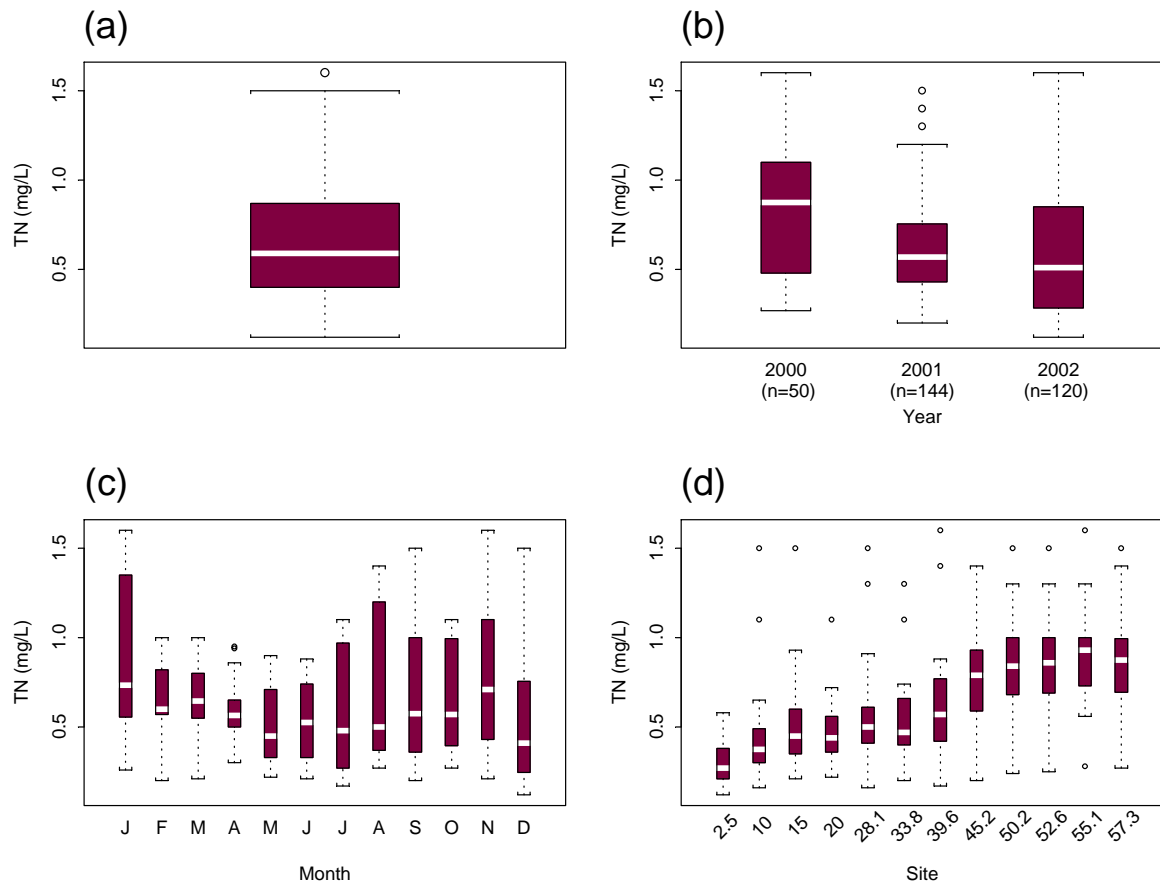 (a)
TN (mg/L)
1.5
1.0
0.5
(b)
TN (mg/L)
1.5
1.0
0.5
2000 2001 2002
(n=50) (n=144) (n=120)
Year
(c)
TN (mg/L)
1.5
1.0
0.5
J F M A M J J A S O N D
Month
(d)
TN (mg/L)
1.5
1.0
0.5
2.5 10 15 20 28.1 33.8 39.6 45.2 50.2 52.6 55.1 57.3
Site